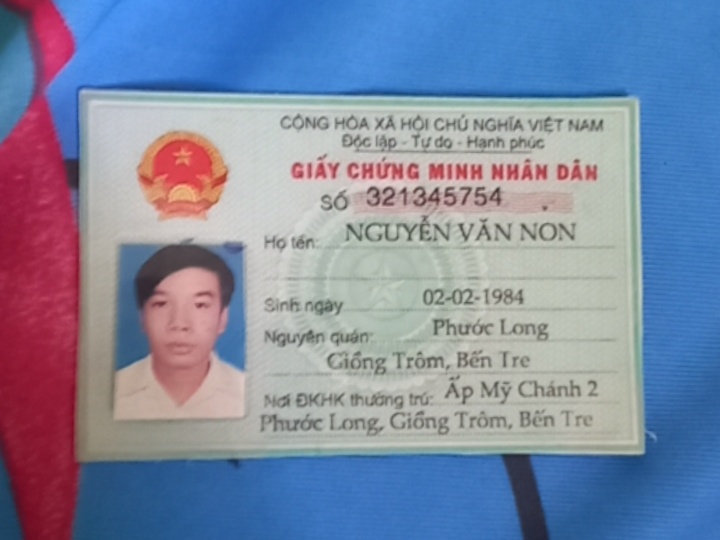 CỘNG HÒA XÃ HỘI CHỦ NGHĨA VIỆT NAM
Độc lập - Tự do - Hạnh phúc
GIẤY CHỨNG MINH NHÂN DÂN
SỐ 321345754
Họ tên: NGUYỄN VĂN NON
Sinh ngày 02-02-1984
Nguyên quán: Phước Long
Giồng Trôm, Bến Tre
Nơi ĐKHK thường trú: Ấp Mỹ Chánh 2
Phước Long, Giồng Trôm, Bến Tre